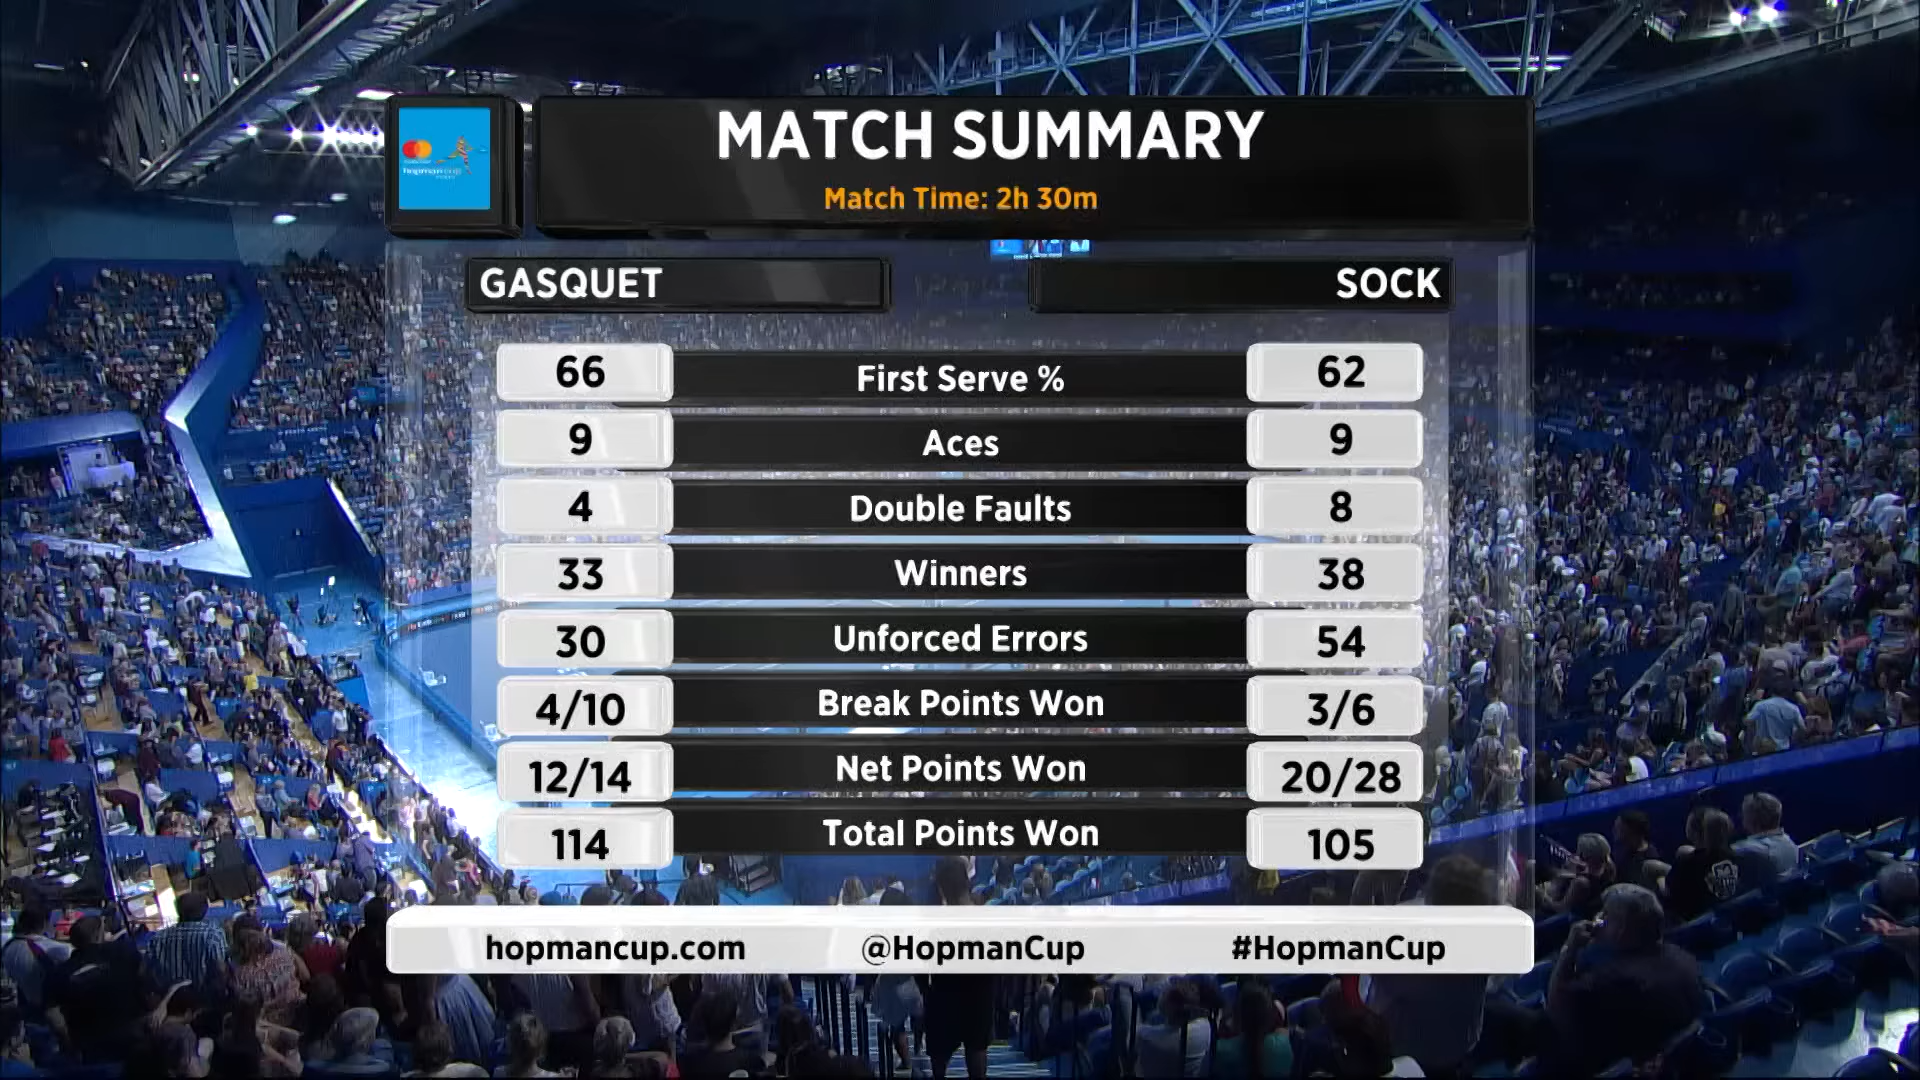 MATCH SUMMARY
Match Time: 2h 30m
hopmancup
GASQUET SOCK
66 First Serve % 62
9 Aces 9
4 Double Faults 8
33 Winners 38
30 Unforced Errors 54
4/10 Break Points Won 3/6
12/14 Net Points Won 20/28
114 Total Points Won 105
hopmancup.com @HopmanCup #HopmanCup